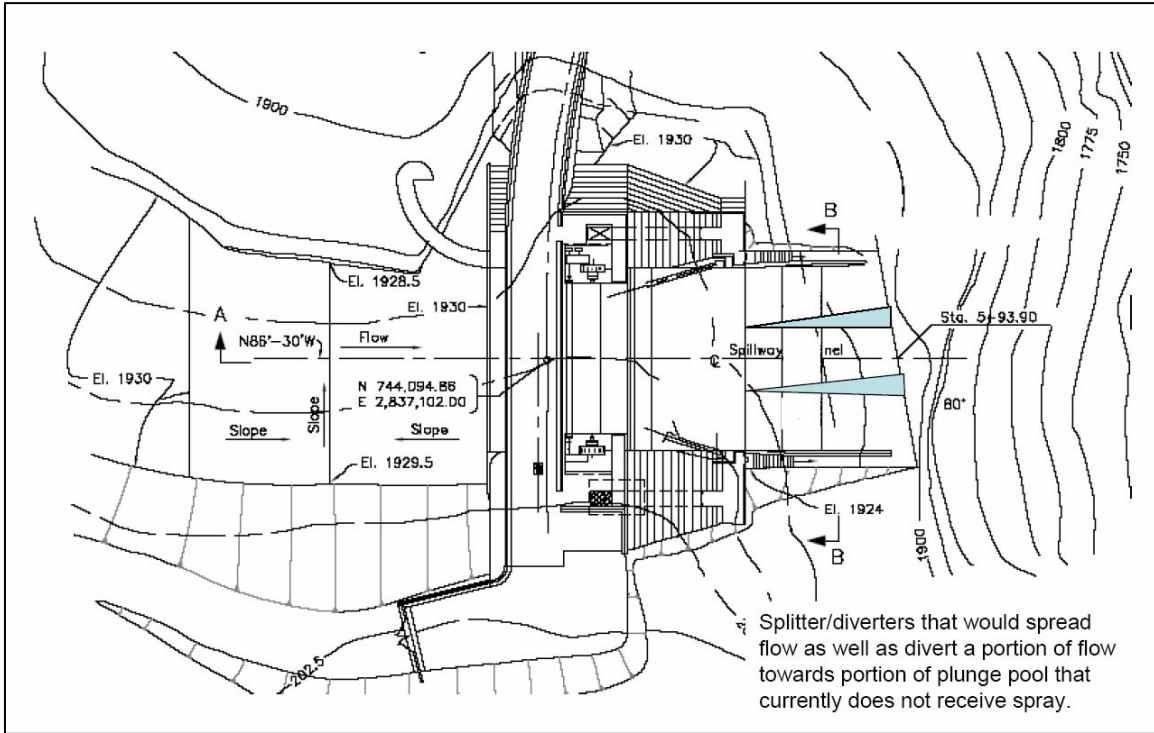 1900
El. 1930
1800
1775
1750
B
El. 1928.5
El. 1930
A
Sta. 5+93.90
N86°-30'W
Flow
Spillway nel
El. 1930
N 744,094.86
E 2,837,102.00
Slope
Slope
Slope
80°
El. 1929.5
El. 1924
1900
B
202.5
Splitter/diverters that would spread
flow as well as divert a portion of flow
towards portion of plunge pool that
currently does not receive spray.